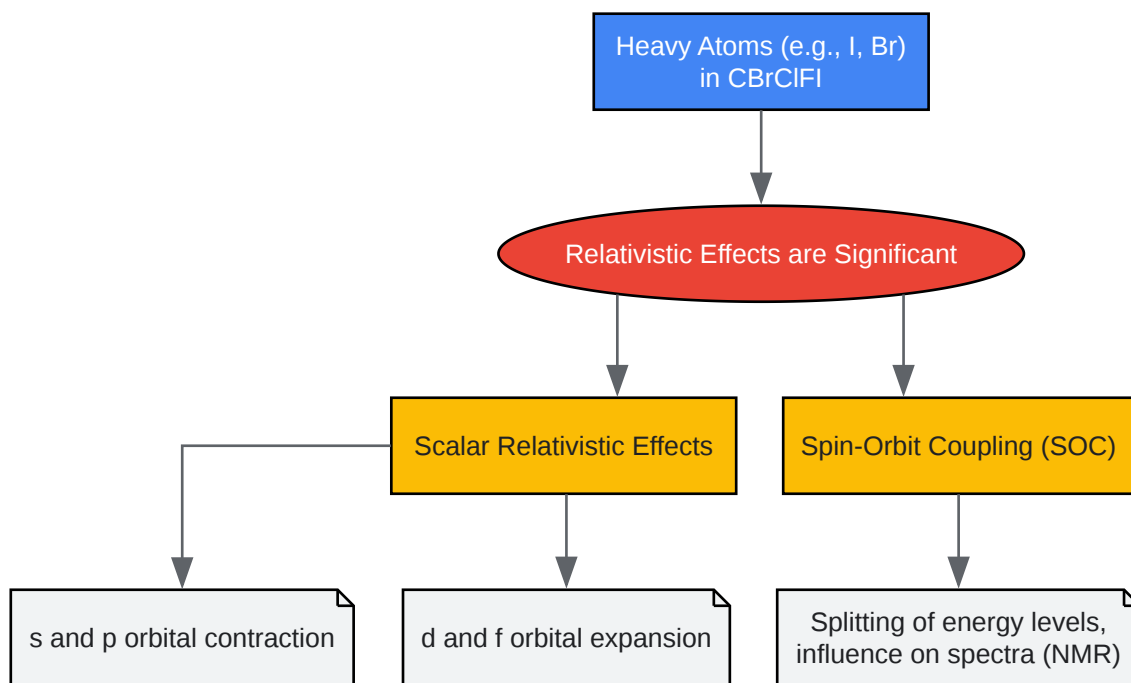 Heavy Atoms (e.g., I, Br)
in CBrClFI
Relativistic Effects are Significant
Scalar Relativistic Effects
Spin-Orbit Coupling (SOC)
s and p orbital contraction
d and f orbital expansion
Splitting of energy levels,
influence on spectra (NMR)